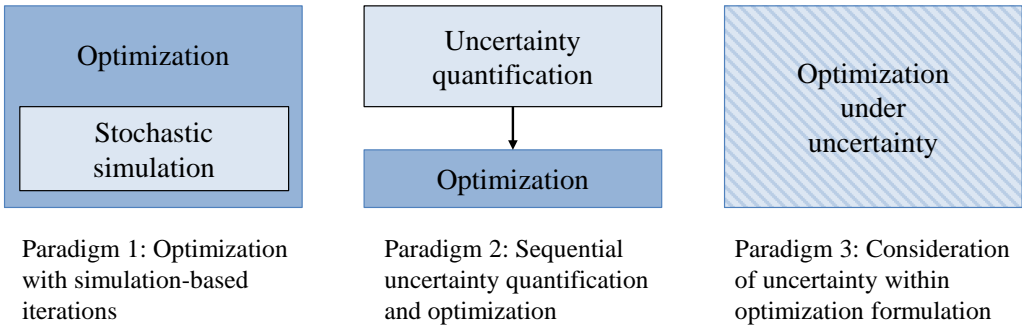 Optimization
Stochastic
simulation
Paradigm 1: Optimization
with simulation-based
iterations
Uncertainty
quantification
Optimization
Paradigm 2: Sequential
uncertainty quantification
and optimization
Optimization
under
uncertainty
Paradigm 3: Consideration
of uncertainty within
optimization formulation